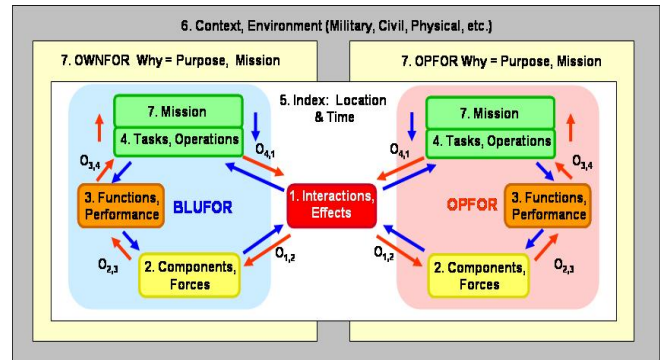 6. Context, Environment (Military, Civil, Physical, etc.)
7. OWNFOR Why = Purpose, Mission
7. OPFOR Why = Purpose, Mission
5. Index: Location
& Time
7. Mission
4. Tasks, Operations
7. Mission
4. Tasks, Operations
O4,1
O4,1
O3,4
O3,4
3. Functions,
Performance
BLUFOR
1. Interactions,
Effects
OPFOR
3. Functions,
Performance
O2,3
O1,2
O1,2
O2,3
2. Components,
Forces
2. Components,
Forces